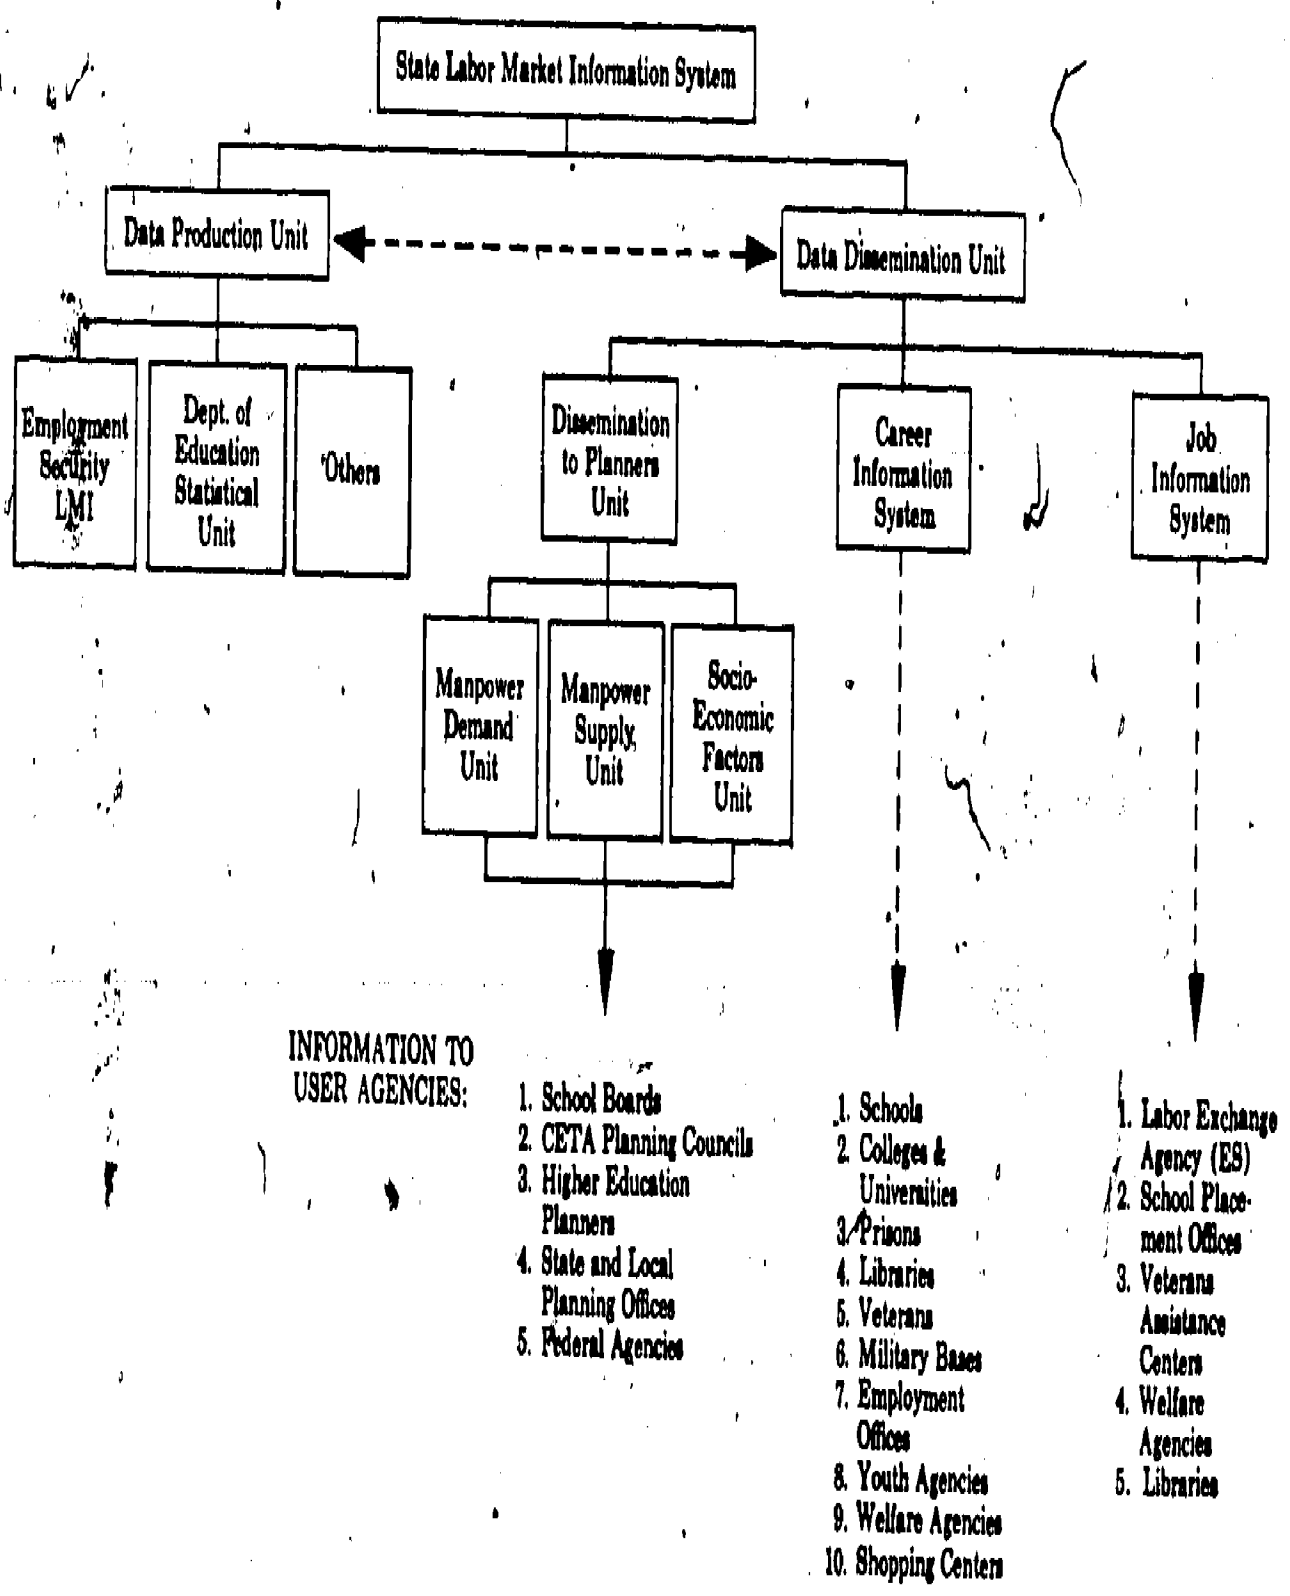 State Labor Market Information System
Data Production Unit
Data Dissemination Unit
Employment
Security
LMI
Dept. of
Education
Statistical
Unit
Others
Dissemination
to Planners
Unit
Career
Information
System
Job
Information
System
Manpower
Demand
Unit
Manpower
Supply
Unit
Socio-
Economic
Factors
Unit
INFORMATION TO
USER AGENCIES:
1. School Boards
2. CETA Planning Councils
3. Higher Education
Planners
4. State and Local
Planning Offices
5. Federal Agencies
1. Schools
2. Colleges &
Universities
3. Prisons
4. Libraries
5. Veterans
6. Military Bases
7. Employment
Offices
8. Youth Agencies
9. Welfare Agencies
10. Shopping Centers
1. Labor Exchange
Agency (ES)
2. School Place-
ment Offices
3. Veterans
Assistance
Centers
4. Welfare
Agencies
5. Libraries